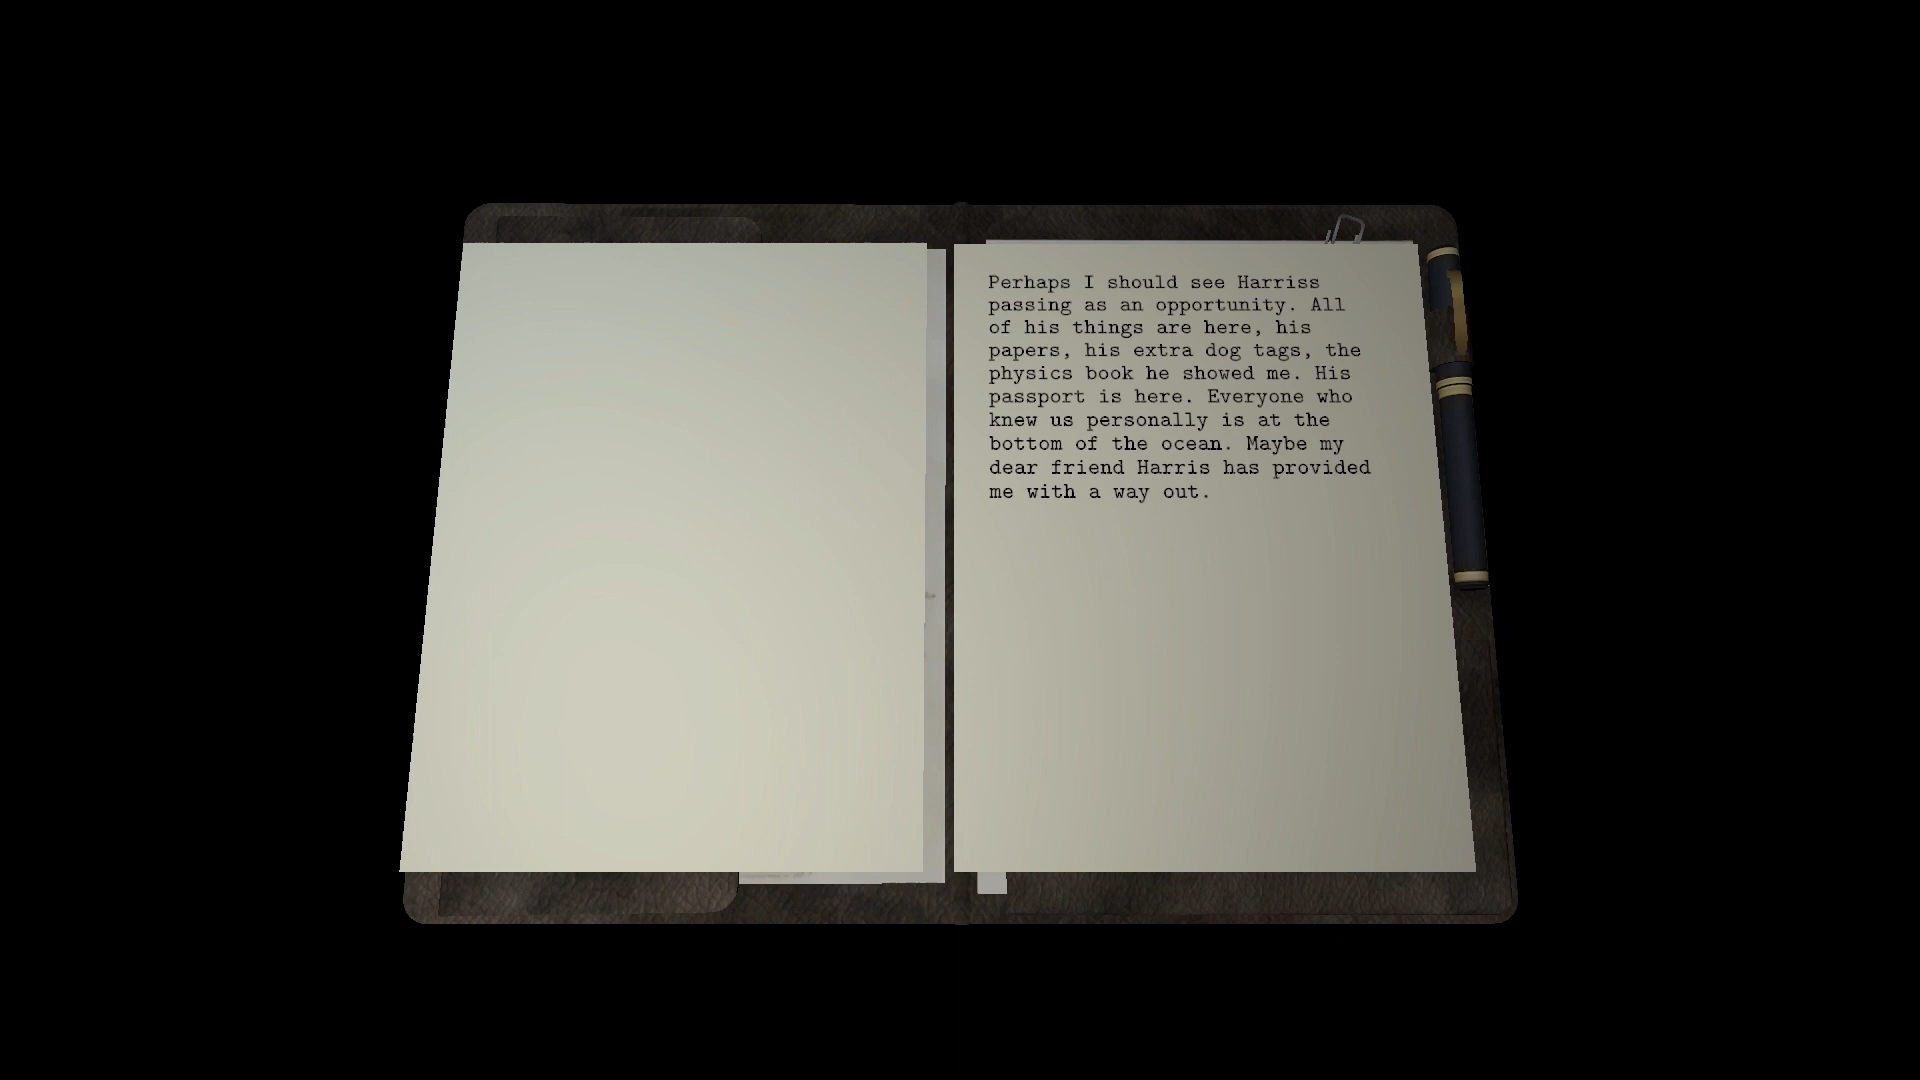 Perhaps I should see Harriss
passing as an opportunity. All
of his things are here, his
papers, his extra dog tags, the
physics book he showed me. His
passport is here. Everyone who
knew us personally is at the
bottom of the ocean. Maybe my
dear friend Harris has provided
me with a way out.